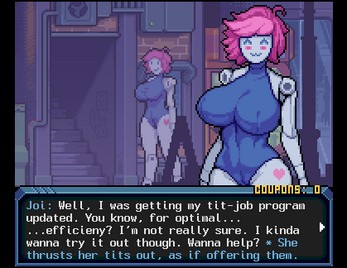 COUPONS: 0
Joi: Well, I was getting my tit-job program
updated. You know, for optimal...
...efficieny? I'm not really sure. I kinda
wanna try it out though. Wanna help? * She
thrusts her tits out, as if offering them.